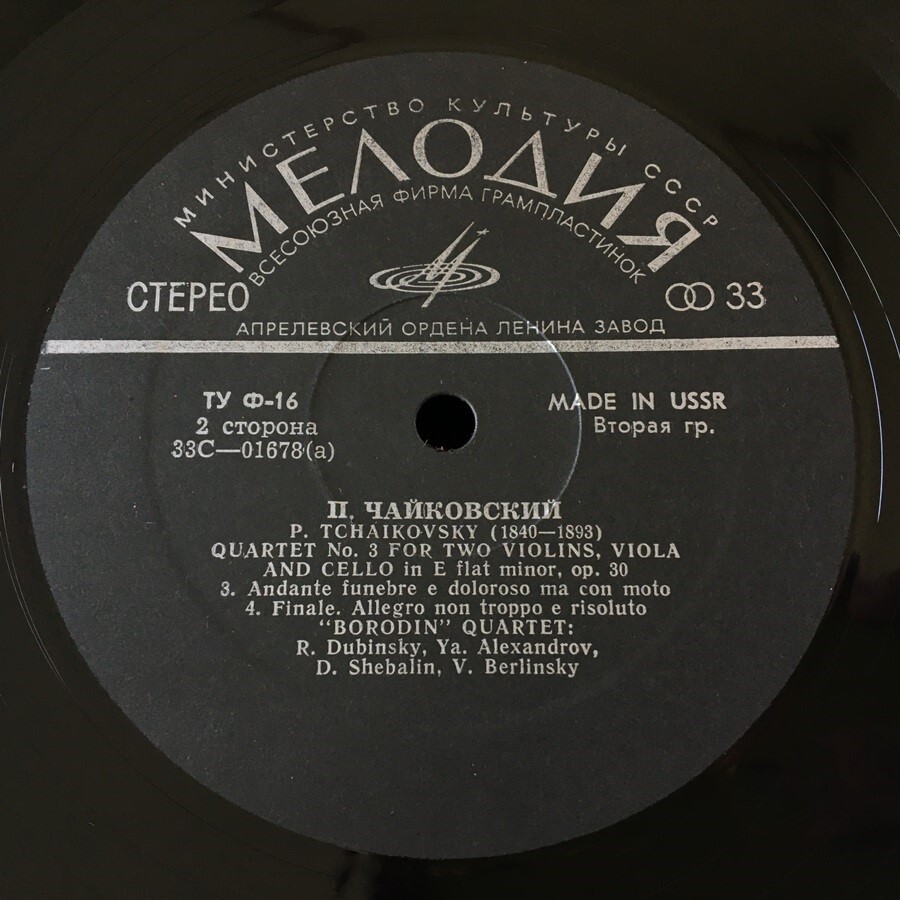 МИНИСТЕРСТВО КУЛЬТУРЫ СССР
МЕЛОДИЯ
ВСЕСОЮЗНАЯ ФИРМА ГРАМПЛАСТИНОК
СТЕРЕО
33
АПРЕЛЕВСКИЙ ОРДЕНА ЛЕНИНА ЗАВОД
ТУ Ф-16
2 сторона
33С—01678(а)
MADE IN USSR
Вторая гр.
П. ЧАЙКОВСКИЙ
P. TCHAIKOVSKY (1840—1893)
QUARTET No. 3 FOR TWO VIOLINS, VIOLA
AND CELLO in E flat minor, op. 30
3. Andante funebre e doloroso ma con moto
4. Finale. Allegro non troppo e risoluto
“BORODIN” QUARTET:
R. Dubinsky, Ya. Alexandrov,
D. Shebalin, V. Berlinsky